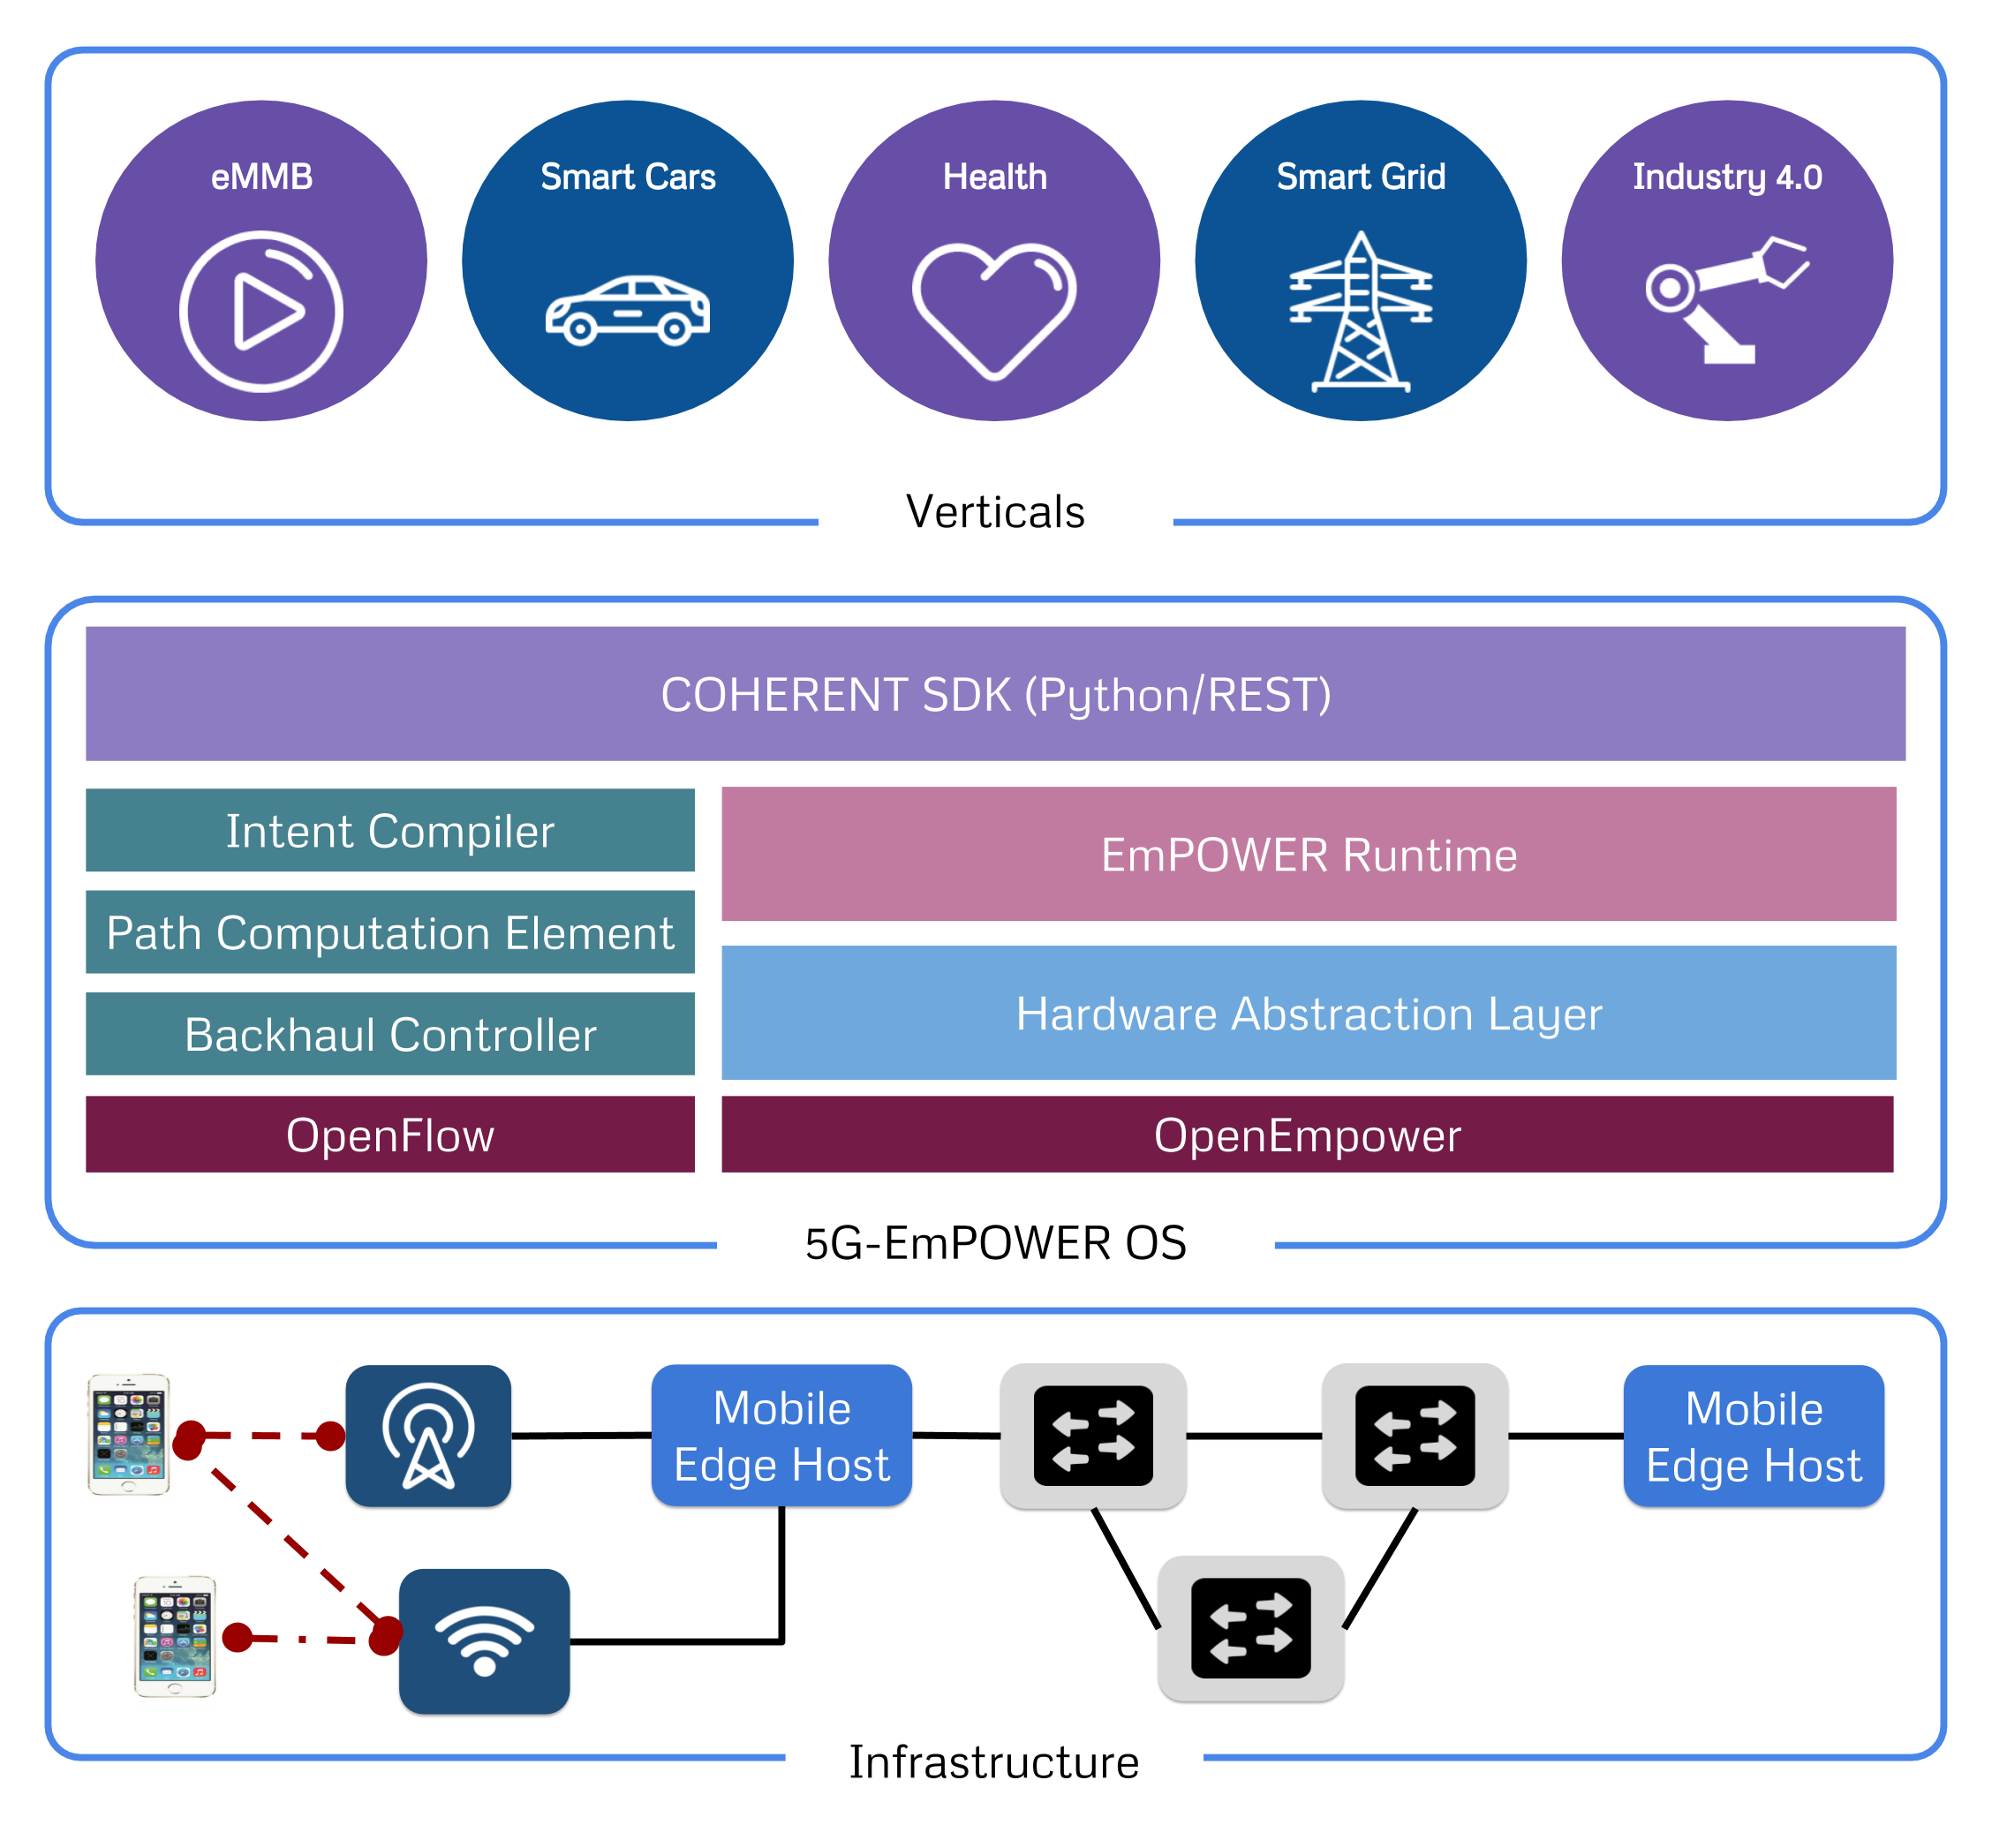 eMMB
Smart Cars
Health
Smart Grid
Industry 4.0
Verticals
COHERENT SDK (Python/REST)
Intent Compiler
EmPOWER Runtime
Path Computation Element
Hardware Abstraction Layer
Backhaul Controller
OpenFlow
OpenEmpower
5G-EmPOWER OS
Mobile
Edge Host
Mobile
Edge Host
Infrastructure